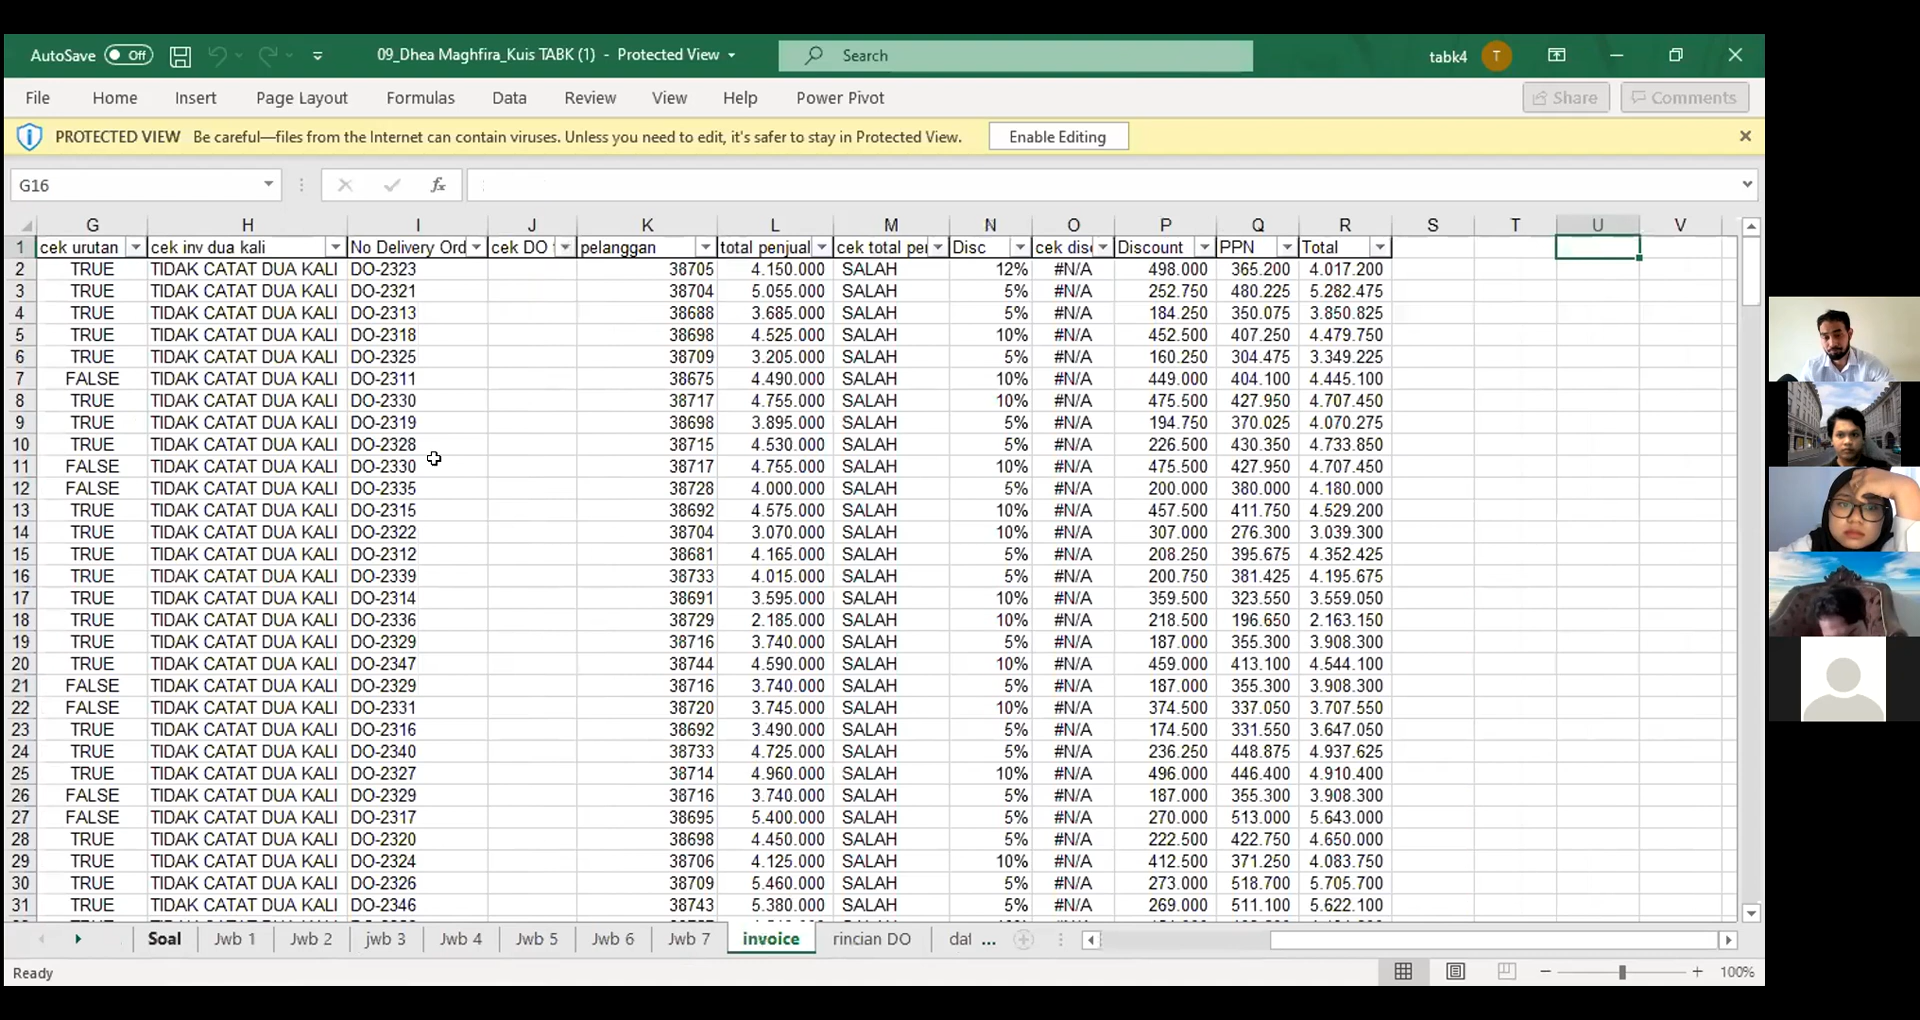 AutoSave Off 09_Dhea Maghfira_Kuis TABK (1) - Protected View Search tabk4 T
File Home Insert Page Layout Formulas Data Review View Help Power Pivot Share Comments
PROTECTED VIEW Be careful—files from the Internet can contain viruses. Unless you need to edit, it's safer to stay in Protected View. Enable Editing
G16 fx
G H I J K L M N O P Q R S T U V
1 cek urutan cek inv dua kali No Delivery Ord cek DO pelanggan total penjual cek total pe Disc cek dis Discount PPN Total
2 TRUE TIDAK CATAT DUA KALI DO-2323 38705 4.150.000 SALAH 12% #N/A 498.000 365.200 4.017.200
3 TRUE TIDAK CATAT DUA KALI DO-2321 38704 5.055.000 SALAH 5% #N/A 252.750 480.225 5.282.475
4 TRUE TIDAK CATAT DUA KALI DO-2313 38688 3.685.000 SALAH 5% #N/A 184.250 350.075 3.850.825
5 TRUE TIDAK CATAT DUA KALI DO-2318 38698 4.525.000 SALAH 10% #N/A 452.500 407.250 4.479.750
6 TRUE TIDAK CATAT DUA KALI DO-2325 38709 3.205.000 SALAH 5% #N/A 160.250 304.475 3.349.225
7 FALSE TIDAK CATAT DUA KALI DO-2311 38675 4.490.000 SALAH 10% #N/A 449.000 404.100 4.445.100
8 TRUE TIDAK CATAT DUA KALI DO-2330 38717 4.755.000 SALAH 10% #N/A 475.500 427.950 4.707.450
9 TRUE TIDAK CATAT DUA KALI DO-2319 38698 3.895.000 SALAH 5% #N/A 194.750 370.025 4.070.275
10 TRUE TIDAK CATAT DUA KALI DO-2328 38715 4.530.000 SALAH 5% #N/A 226.500 430.350 4.733.850
11 FALSE TIDAK CATAT DUA KALI DO-2330 38717 4.755.000 SALAH 10% #N/A 475.500 427.950 4.707.450
12 FALSE TIDAK CATAT DUA KALI DO-2335 38728 4.000.000 SALAH 5% #N/A 200.000 380.000 4.180.000
13 TRUE TIDAK CATAT DUA KALI DO-2315 38692 4.575.000 SALAH 10% #N/A 457.500 411.750 4.529.200
14 TRUE TIDAK CATAT DUA KALI DO-2322 38704 3.070.000 SALAH 10% #N/A 307.000 276.300 3.039.300
15 TRUE TIDAK CATAT DUA KALI DO-2312 38681 4.165.000 SALAH 5% #N/A 208.250 395.675 4.352.425
16 TRUE TIDAK CATAT DUA KALI DO-2339 38733 4.015.000 SALAH 5% #N/A 200.750 381.425 4.195.675
17 TRUE TIDAK CATAT DUA KALI DO-2314 38691 3.595.000 SALAH 10% #N/A 359.500 323.550 3.559.050
18 TRUE TIDAK CATAT DUA KALI DO-2336 38729 2.185.000 SALAH 10% #N/A 218.500 196.650 2.163.150
19 TRUE TIDAK CATAT DUA KALI DO-2329 38716 3.740.000 SALAH 5% #N/A 187.000 355.300 3.908.300
20 TRUE TIDAK CATAT DUA KALI DO-2347 38744 4.590.000 SALAH 10% #N/A 459.000 413.100 4.544.100
21 FALSE TIDAK CATAT DUA KALI DO-2329 38716 3.740.000 SALAH 5% #N/A 187.000 355.300 3.908.300
22 FALSE TIDAK CATAT DUA KALI DO-2331 38720 3.745.000 SALAH 10% #N/A 374.500 337.050 3.707.550
23 TRUE TIDAK CATAT DUA KALI DO-2316 38692 3.490.000 SALAH 5% #N/A 174.500 331.550 3.647.050
24 TRUE TIDAK CATAT DUA KALI DO-2340 38733 4.725.000 SALAH 5% #N/A 236.250 448.875 4.937.625
25 TRUE TIDAK CATAT DUA KALI DO-2327 38714 4.960.000 SALAH 10% #N/A 496.000 446.400 4.910.400
26 FALSE TIDAK CATAT DUA KALI DO-2329 38716 3.740.000 SALAH 5% #N/A 187.000 355.300 3.908.300
27 FALSE TIDAK CATAT DUA KALI DO-2317 38695 5.400.000 SALAH 5% #N/A 270.000 513.000 5.643.000
28 TRUE TIDAK CATAT DUA KALI DO-2320 38698 4.450.000 SALAH 5% #N/A 222.500 422.750 4.650.000
29 TRUE TIDAK CATAT DUA KALI DO-2324 38706 4.125.000 SALAH 10% #N/A 412.500 371.250 4.083.750
30 TRUE TIDAK CATAT DUA KALI DO-2326 38709 5.460.000 SALAH 5% #N/A 273.000 518.700 5.705.700
31 TRUE TIDAK CATAT DUA KALI DO-2346 38743 5.380.000 SALAH 5% #N/A 269.000 511.100 5.622.100
Soal Jwb 1 Jwb 2 jwb 3 Jwb 4 Jwb 5 Jwb 6 Jwb 7 invoice rincian DO dat ...
Ready 100%